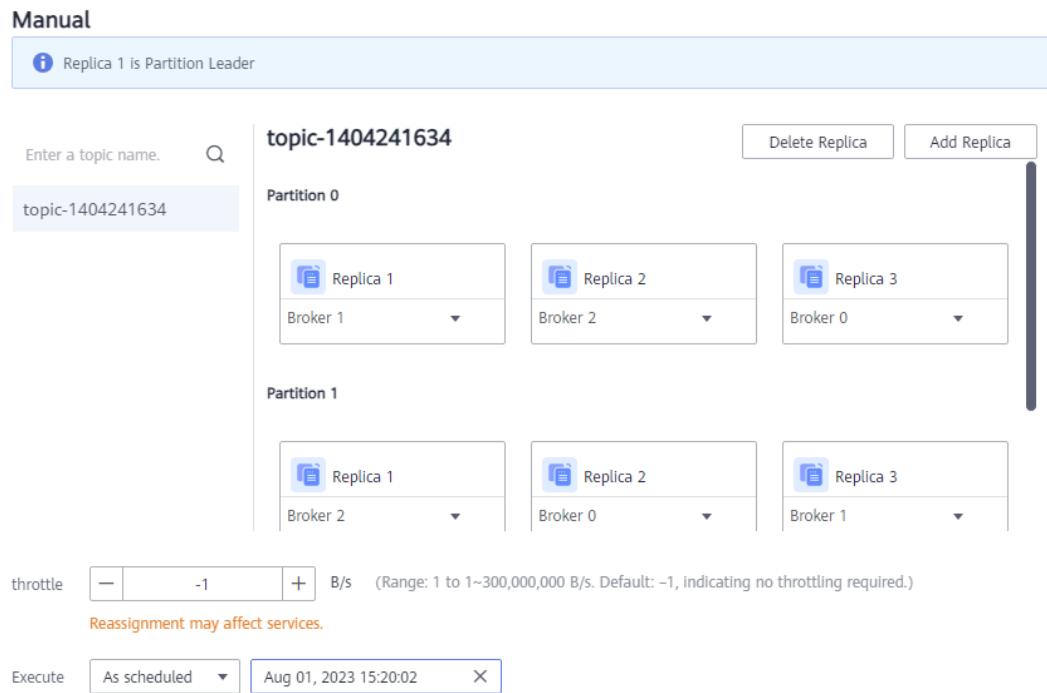 Manual
Replica 1 is Partition Leader
Enter a topic name.
topic-1404241634
topic-1404241634
Delete Replica
Add Replica
Partition 0
Replica 1
Replica 2
Replica 3
Broker 1
Broker 2
Broker 0
Partition 1
Replica 1
Replica 2
Replica 3
Broker 2
Broker 0
Broker 1
throttle
-1
B/s
(Range: 1 to 1~300,000,000 B/s. Default: –1, indicating no throttling required.)
Reassignment may affect services.
Execute
As scheduled
Aug 01, 2023 15:20:02